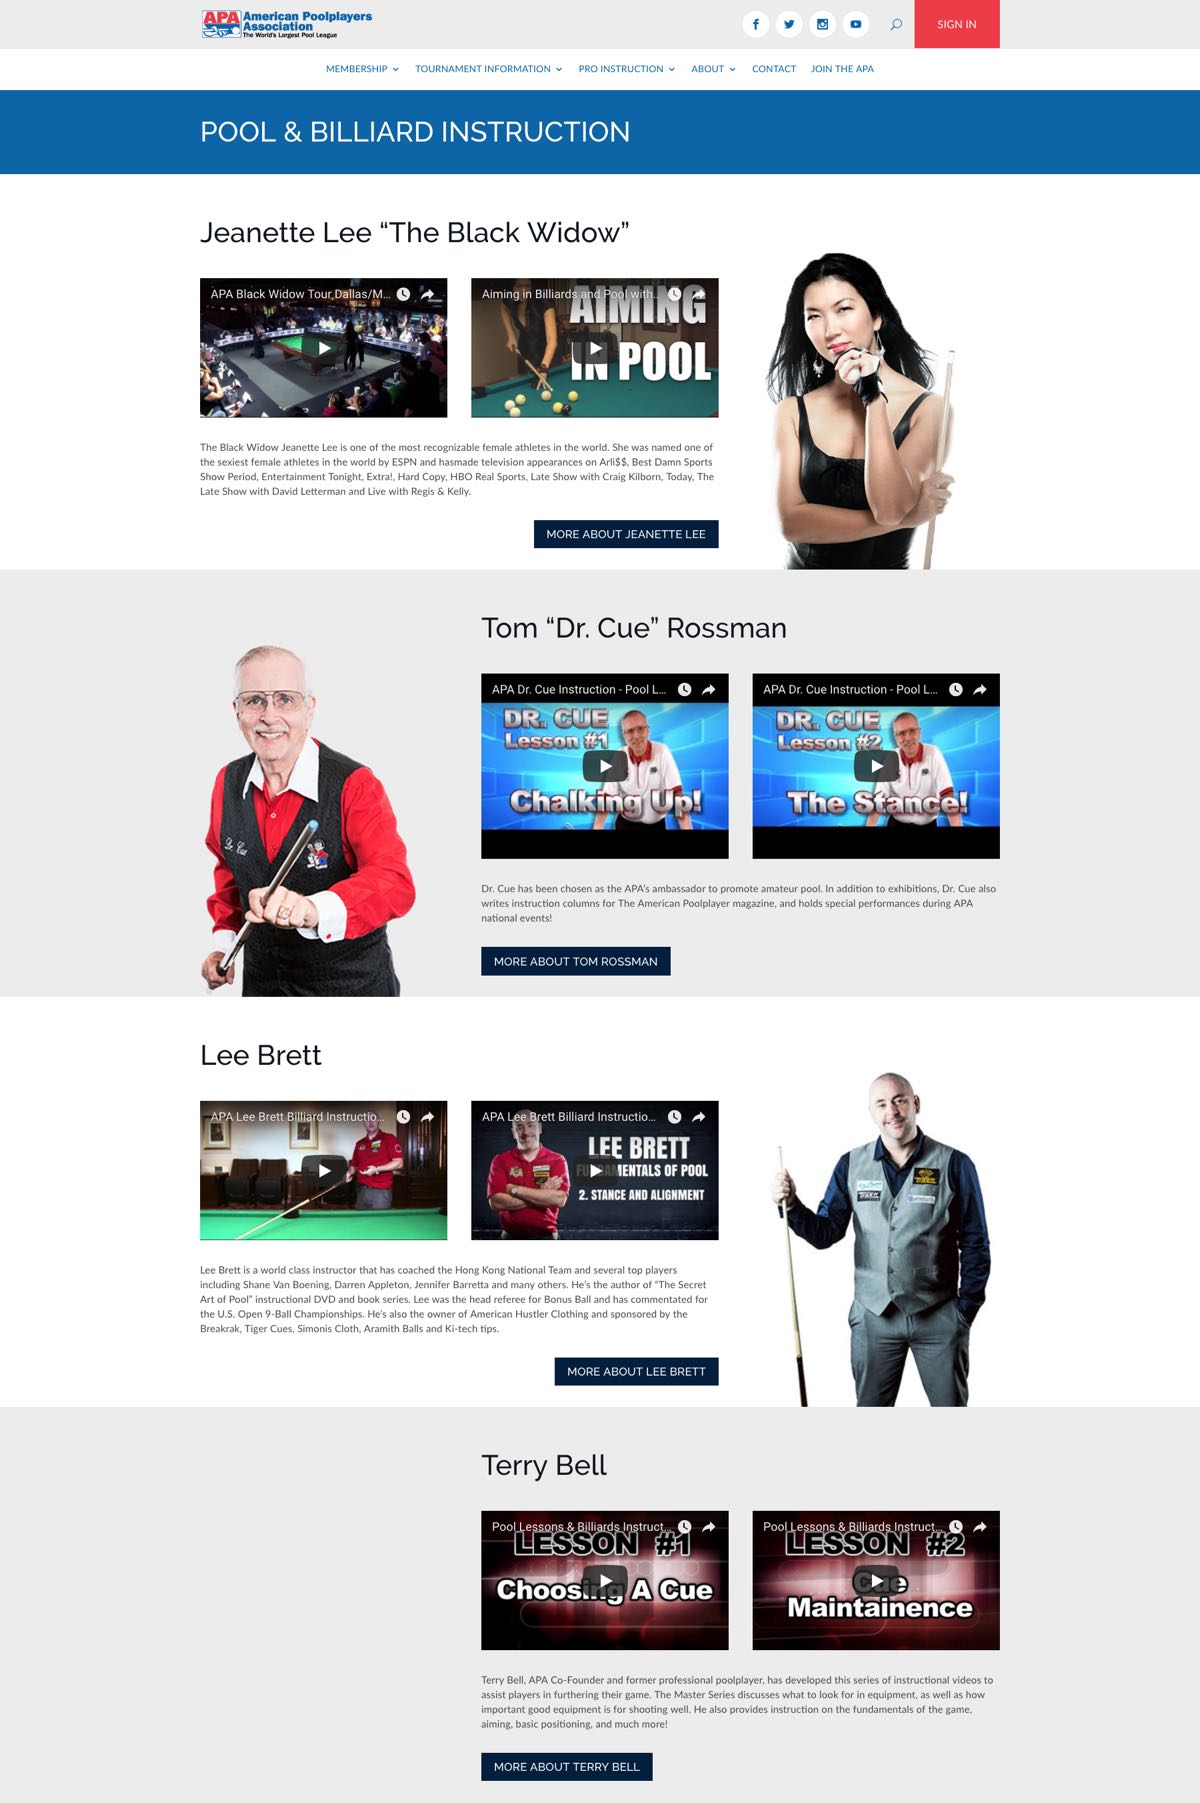 APA American Poolplayers
Association
The World's Largest Pool League
SIGN IN
MEMBERSHIP TOURNAMENT INFORMATION PRO INSTRUCTION ABOUT CONTACT JOIN THE APA
POOL & BILLIARD INSTRUCTION
Jeanette Lee “The Black Widow”
APA Black Widow Tour Dallas/M...
Aiming in Billiards and Pool with...
AIMING
IN POOL
The Black Widow Jeanette Lee is one of the most recognizable female athletes in the world. She was named one of
the sexiest female athletes in the world by ESPN and hasmade television appearances on Arli$$, Best Damn Sports
Show Period, Entertainment Tonight, Extra!, Hard Copy, HBO Real Sports, Late Show with Craig Kilborn, Today, The
Late Show with David Letterman and Live with Regis & Kelly.
MORE ABOUT JEANETTE LEE
Tom “Dr. Cue” Rossman
APA Dr. Cue Instruction - Pool L...
DR. CUE
Lesson #1
Chalking Up!
APA Dr. Cue Instruction - Pool L...
DR. CUE
Lesson #2
The Stance!
Dr. Cue
Dr. Cue has been chosen as the APA’s ambassador to promote amateur pool. In addition to exhibitions, Dr. Cue also
writes instruction columns for The American Poolplayer magazine, and holds special performances during APA
national events!
MORE ABOUT TOM ROSSMAN
Lee Brett
APA Lee Brett Billiard Instructio...
APA Lee Brett Billiard Instructio...
LEE BRETT
FUNDAMENTALS OF POOL
2. STANCE AND ALIGNMENT
Lee Brett is a world class instructor that has coached the Hong Kong National Team and several top players
including Shane Van Boening, Darren Appleton, Jennifer Barretta and many others. He’s the author of “The Secret
Art of Pool” instructional DVD and book series. Lee was the head referee for Bonus Ball and has commentated for
the U.S. Open 9-Ball Championships. He’s also the owner of American Hustler Clothing and sponsored by the
Breakrak, Tiger Cues, Simonis Cloth, Aramith Balls and Ki-tech tips.
MORE ABOUT LEE BRETT
Terry Bell
Pool Lessons & Billiards Instruct...
LESSON #1
Choosing A Cue
Pool Lessons & Billiards Instruct...
LESSON #2
Cue
Maintainence
Terry Bell, APA Co-Founder and former professional poolplayer, has developed this series of instructional videos to
assist players in furthering their game. The Master Series discusses what to look for in equipment, as well as how
important good equipment is for shooting well. He also provides instruction on the fundamentals of the game,
aiming, basic positioning, and much more!
MORE ABOUT TERRY BELL